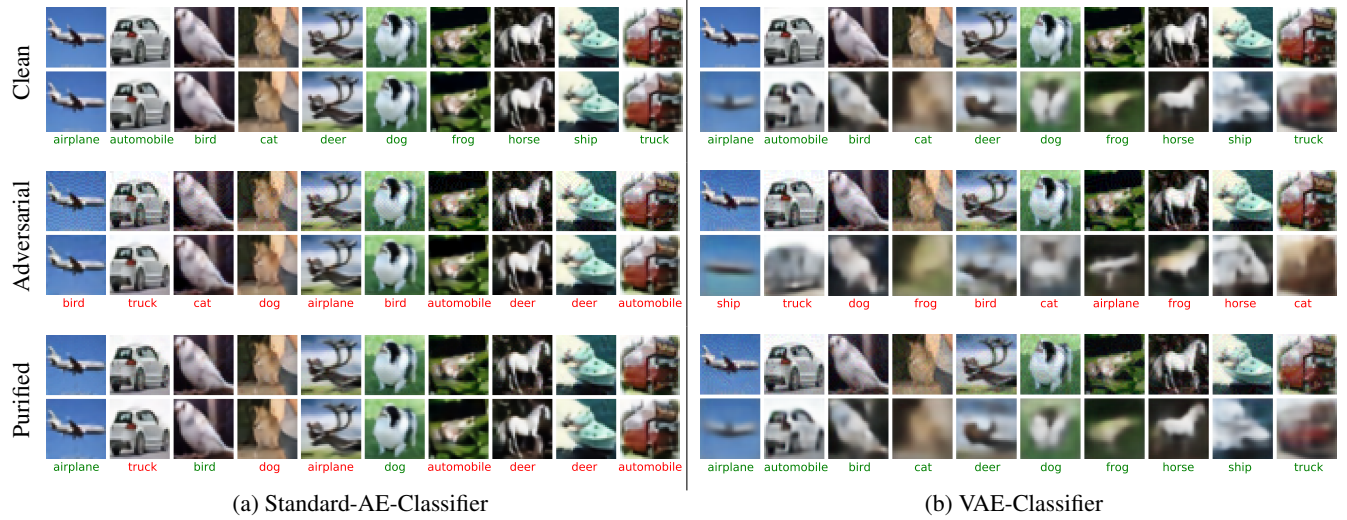 Clean
airplane automobile bird cat deer dog frog horse ship truck
airplane automobile bird cat deer dog frog horse ship truck
Adversarial
bird truck cat dog airplane bird automobile deer deer automobile
ship truck dog frog bird cat airplane frog horse cat
Purified
airplane truck bird dog airplane dog automobile deer deer automobile
airplane automobile bird cat deer dog frog horse ship truck
(a) Standard-AE-Classifier
(b) VAE-Classifier